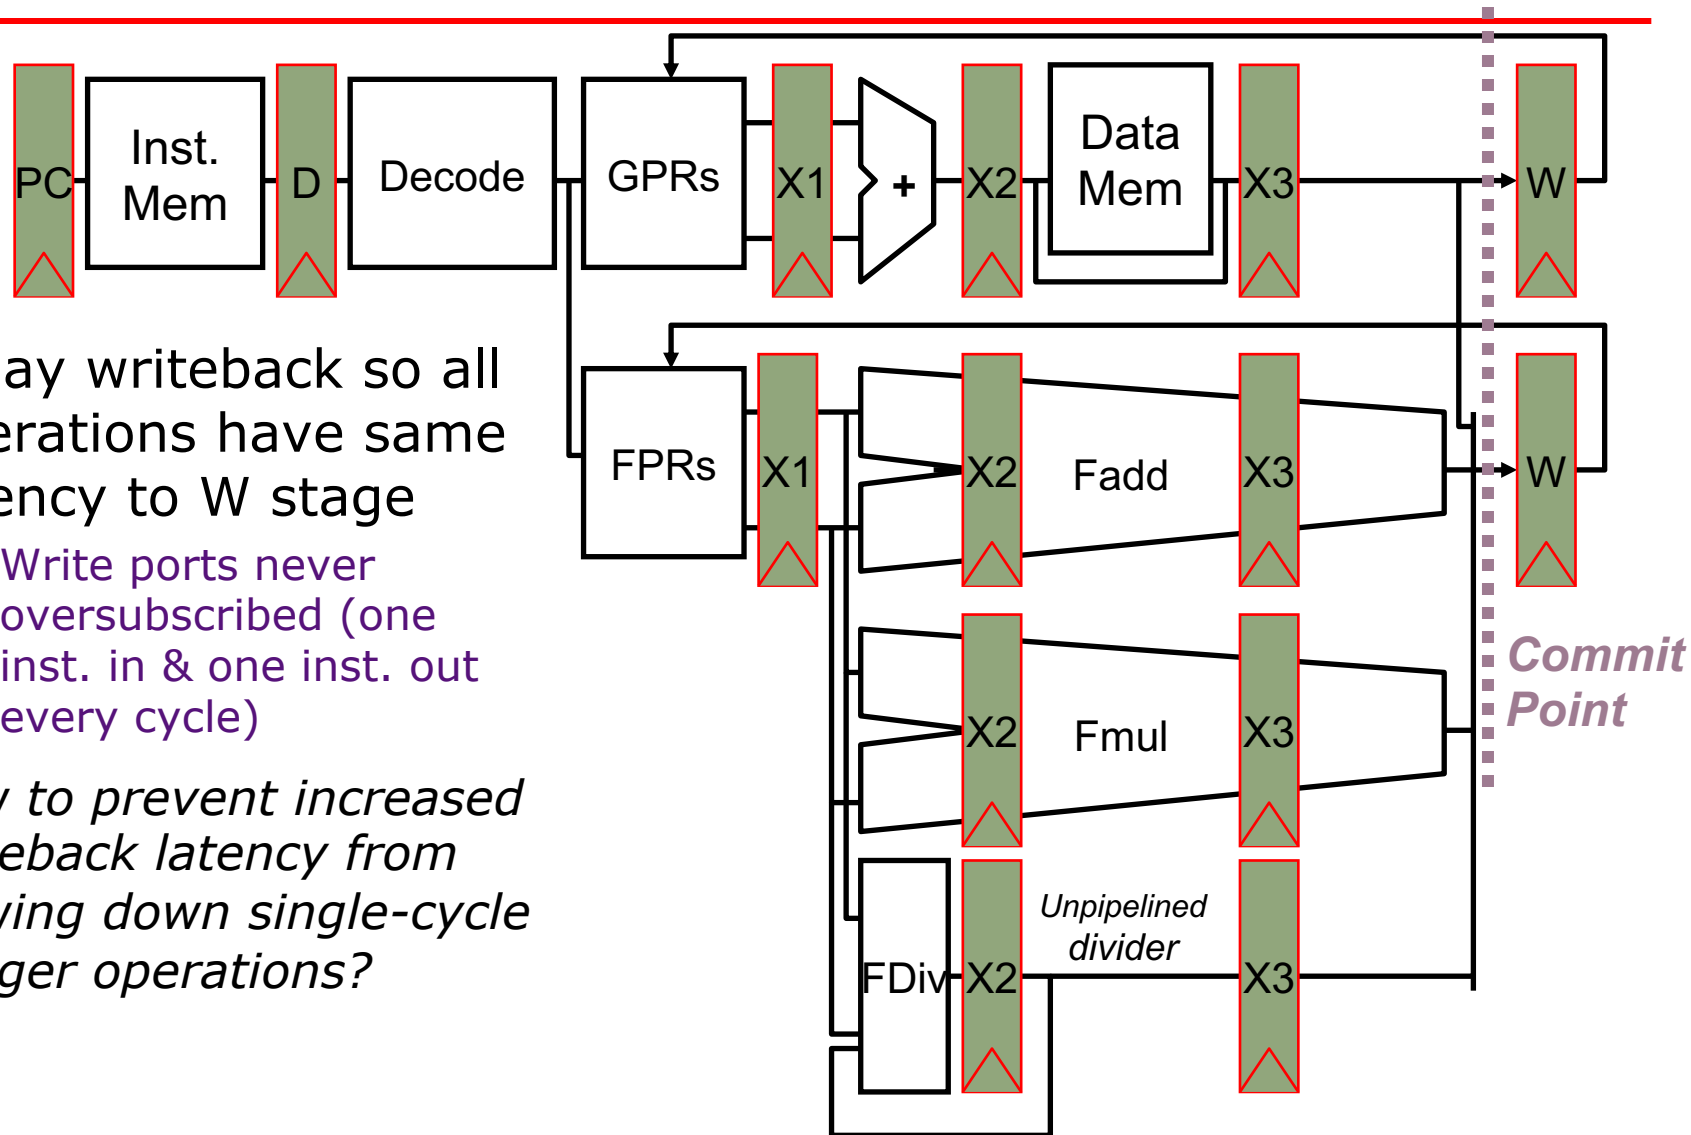 PC
Inst.
Mem
D
Decode
GPRs
X1
+
X2
Data
Mem
X3
W
ay writeback so all
erations have same
ency to W stage
Write ports never
oversubscribed (one
inst. in & one inst. out
every cycle)
w to prevent increased
teback latency from
wing down single-cycle
ger operations?
FPRs
X1
X2
Fadd
X3
W
X2
Fmul
X3
Commit
Point
FDiv
X2
Unpipelined
divider
X3